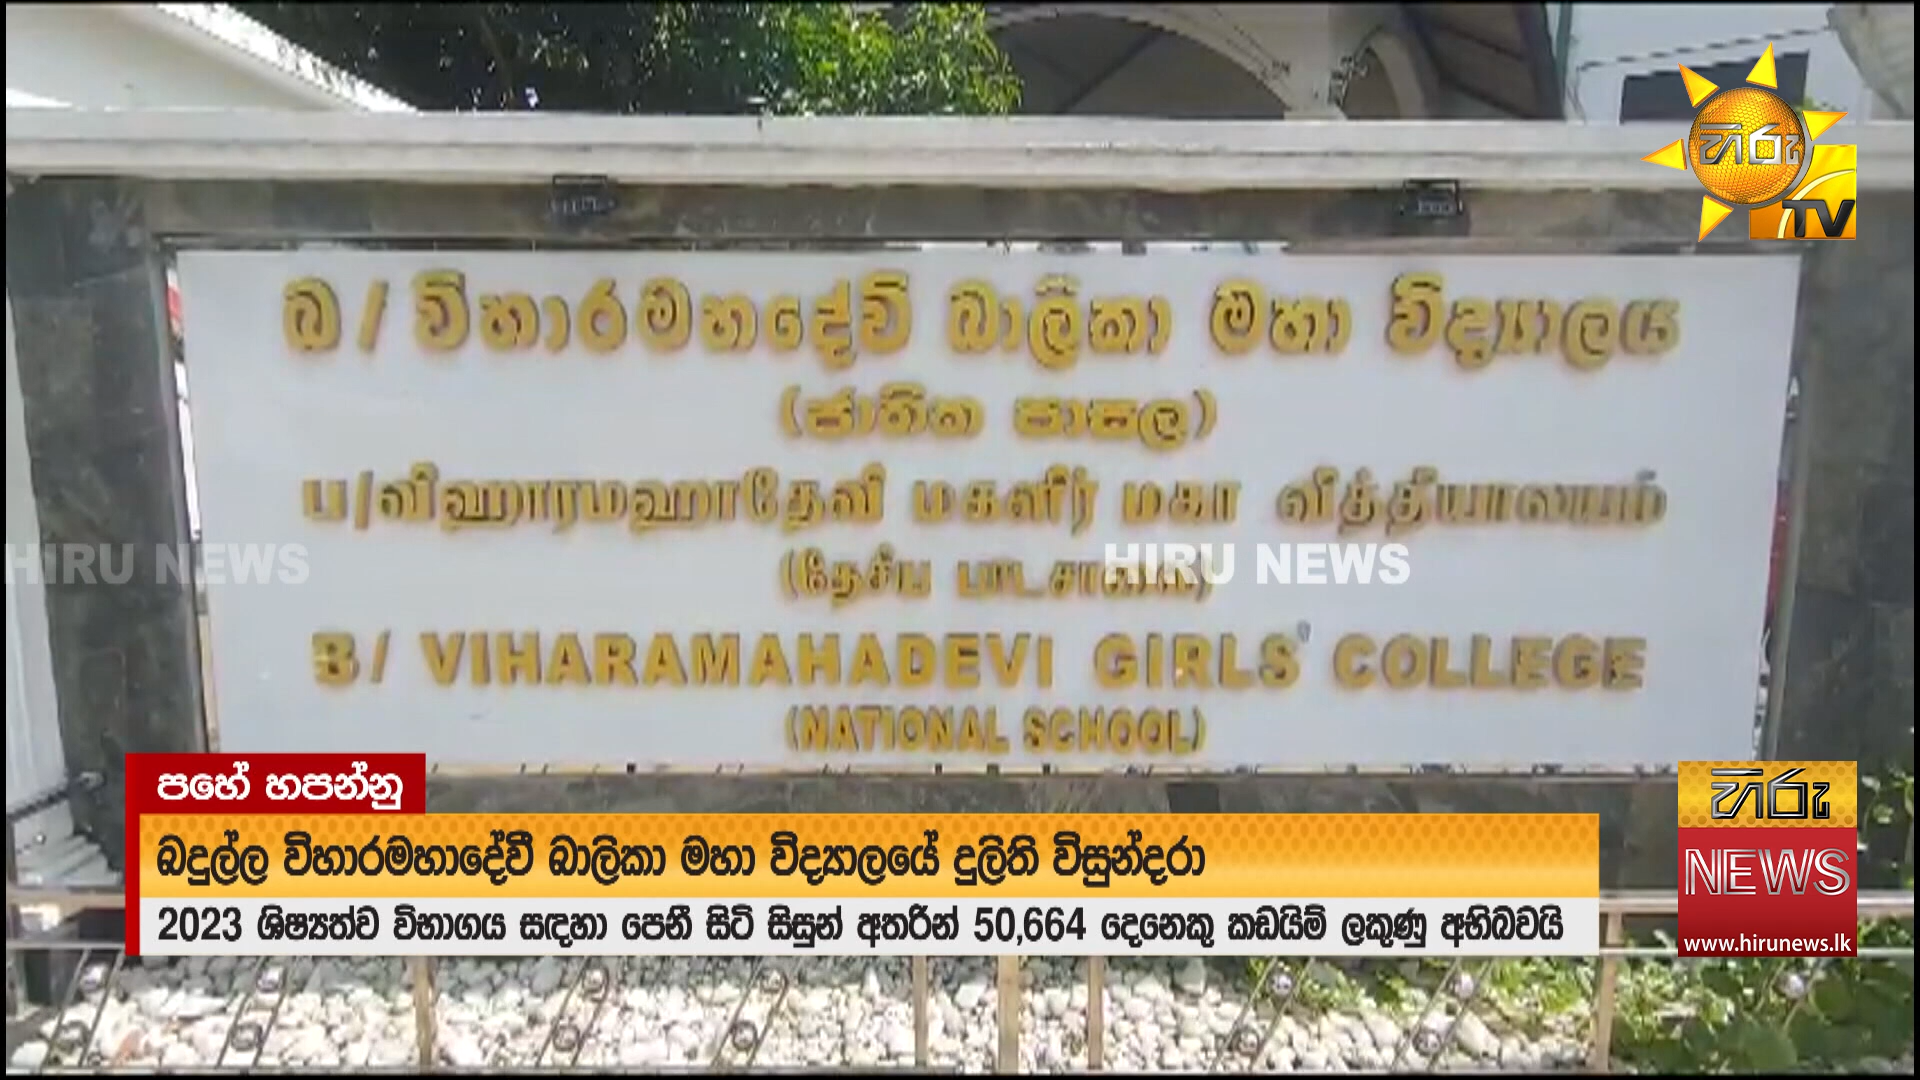 හිරු
TV
බ / විහාරමහදේවි බාලිකා මහා විද්‍යාලය
(ජාතික පාසල)
ப/விஹாரமஹாதேவி மகளிர் மகா வித்தியாலயம்
HIRU NEWS
HIRU NEWS
(தேசிய பாடசாலை)
B/ VIHARAMAHADEVI GIRLS' COLLEGE
(NATIONAL SCHOOL)
පහේ හපන්නු
බදුල්ල විහාරමහාදේවී බාලිකා මහා විද්‍යාලයේ දුලිති විසුන්දරා
2023 ශිෂ්‍යත්ව විභාගය සඳහා පෙනී සිටි සිසුන් අතරින් 50,664 දෙනෙකු කඩයිම් ලකුණු අභිබවයි
හිරු
NEWS
www.hirunews.lk